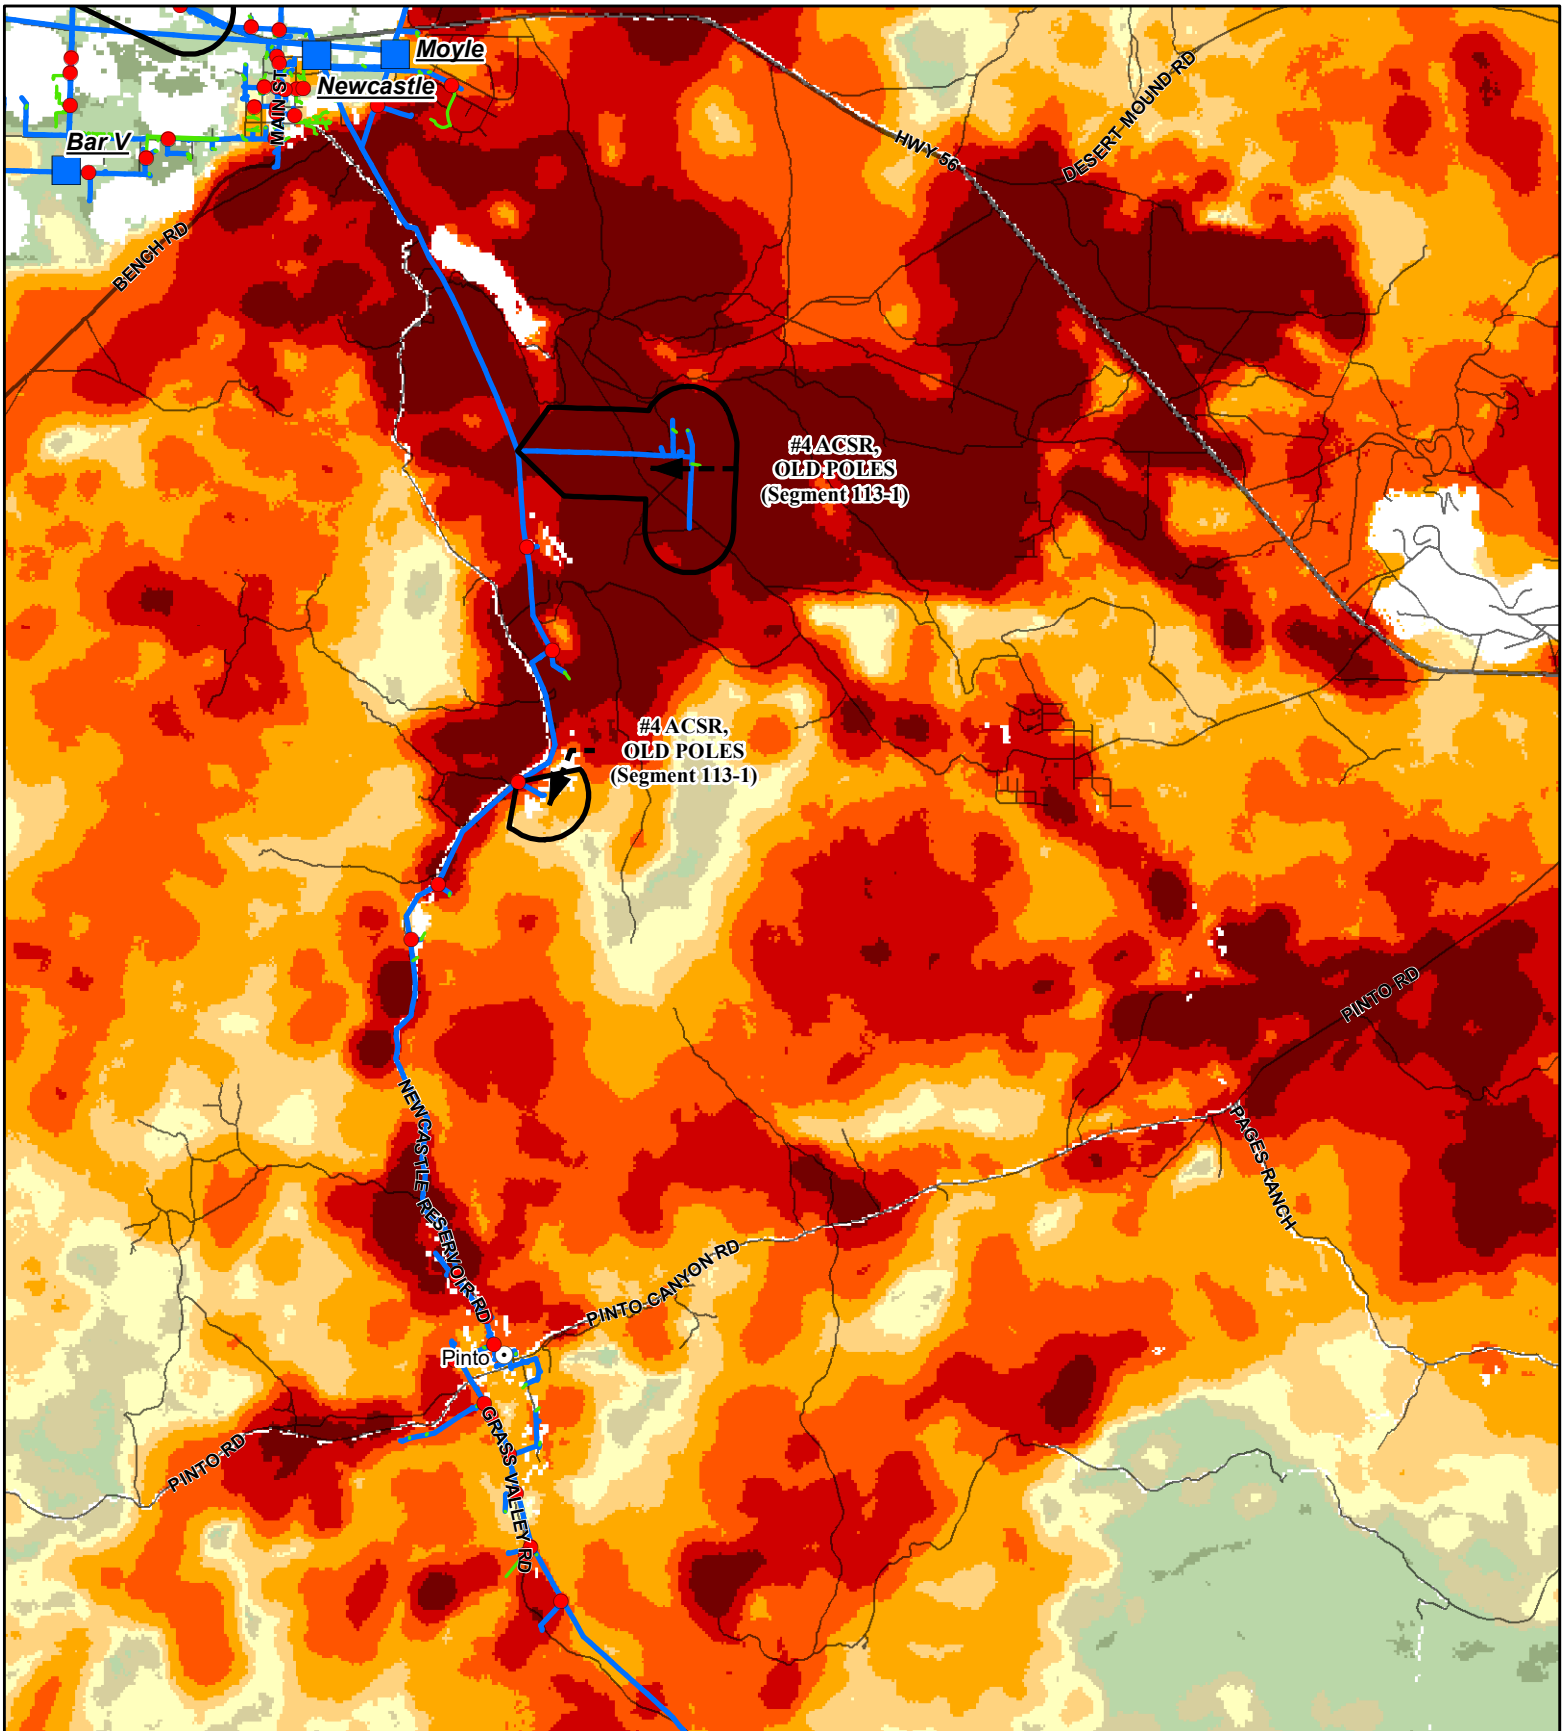 Moyle
Newcastle
MAIN ST
Bar V
BENCH RD
HWY 56
DESERT MOUND RD
#4 ACSR,
OLD POLES
(Segment 113-1)
#4 ACSR,
OLD POLES
(Segment 113-1)
PINTO RD
NEWCASTLE RESERVOIR RD
PAGES RANCH
PINTO CANYON RD
Pinto
PINTO RD
GRASS VALLEY RD